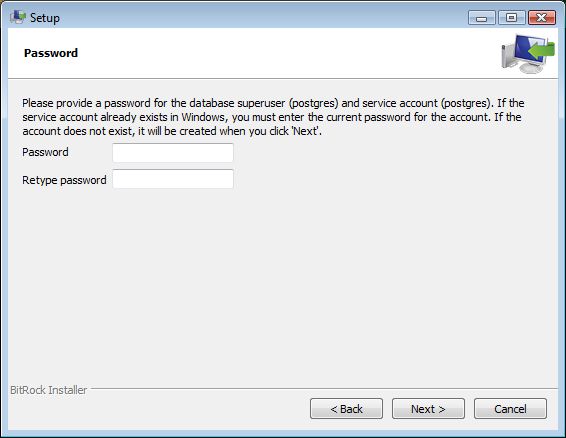 Setup
Password
Please provide a password for the database superuser (postgres) and service account (postgres). If the
service account already exists in Windows, you must enter the current password for the account. If the
account does not exist, it will be created when you click 'Next'.
Password
Retype password
BitRock Installer
< Back
Next >
Cancel